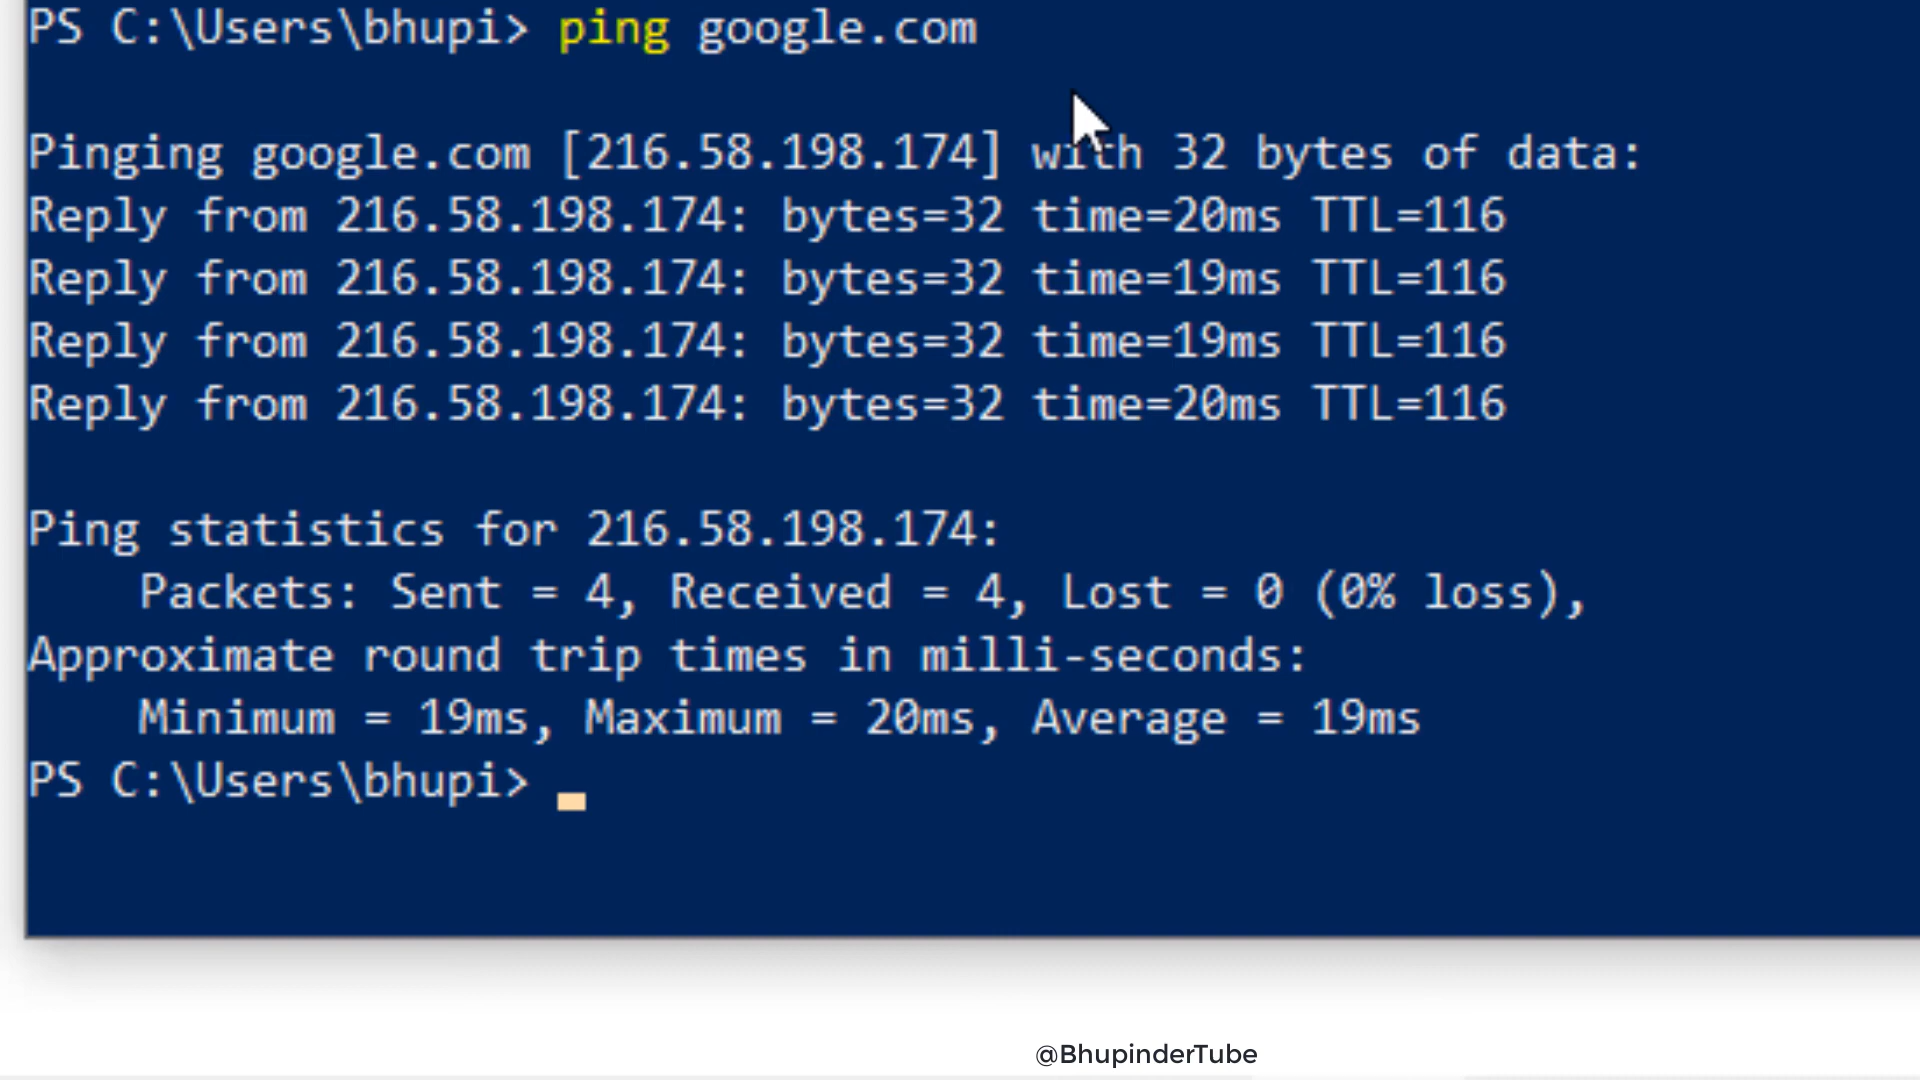 PS C:\Users\bhupi> ping google.com
Pinging google.com [216.58.198.174] with 32 bytes of data:
Reply from 216.58.198.174: bytes=32 time=20ms TTL=116
Reply from 216.58.198.174: bytes=32 time=19ms TTL=116
Reply from 216.58.198.174: bytes=32 time=19ms TTL=116
Reply from 216.58.198.174: bytes=32 time=20ms TTL=116
Ping statistics for 216.58.198.174:
    Packets: Sent = 4, Received = 4, Lost = 0 (0% loss),
Approximate round trip times in milli-seconds:
    Minimum = 19ms, Maximum = 20ms, Average = 19ms
PS C:\Users\bhupi>
@BhupinderTube